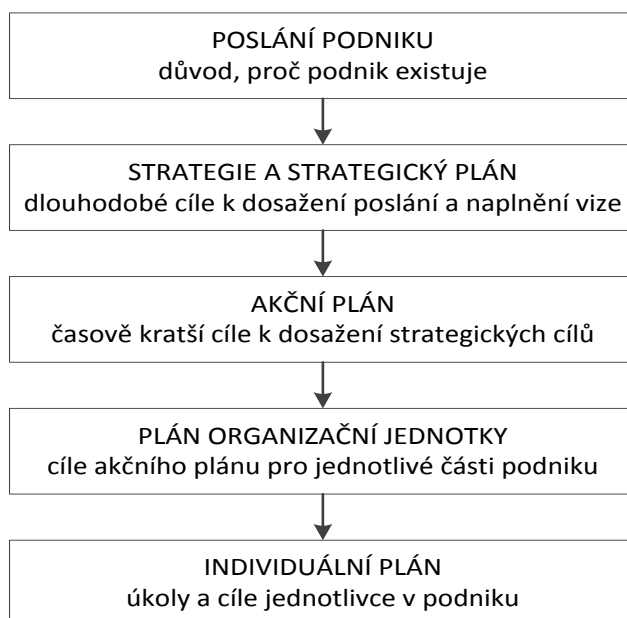 POSLÁNÍ PODNIKU
důvod, proč podnik existuje
STRATEGIE A STRATEGICKÝ PLÁN
dlouhodobé cíle k dosažení poslání a naplnění vize
AKČNÍ PLÁN
časově kratší cíle k dosažení strategických cílů
PLÁN ORGANIZAČNÍ JEDNOTKY
cíle akčního plánu pro jednotlivé části podniku
INDIVIDUÁLNÍ PLÁN
úkoly a cíle jednotlivce v podniku